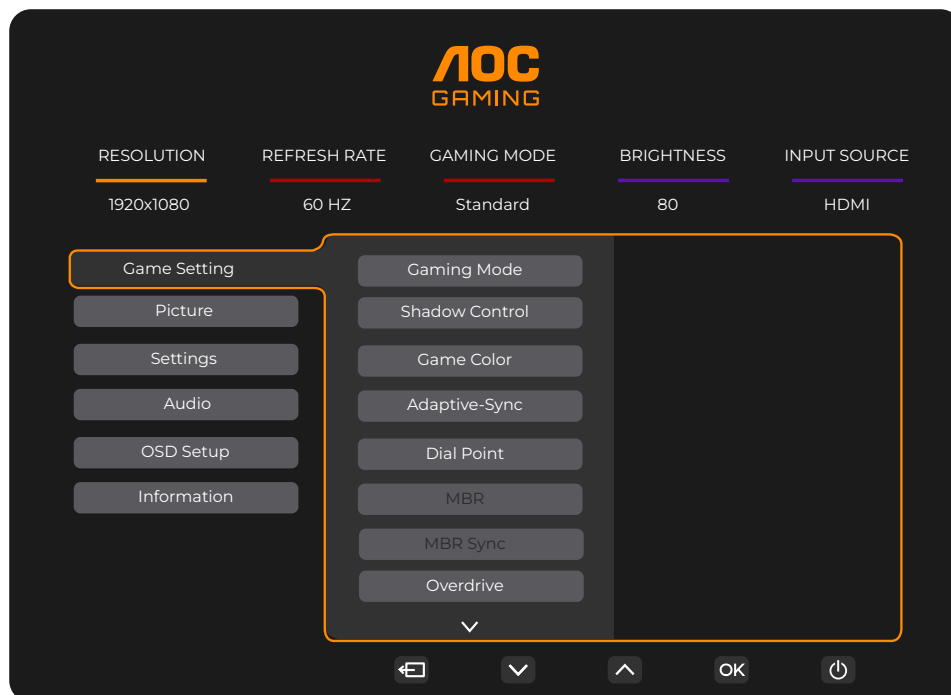 AOC
GAMING
RESOLUTION REFRESH RATE GAMING MODE BRIGHTNESS INPUT SOURCE
1920x1080 60 HZ Standard 80 HDMI
Game Setting
Picture
Settings
Audio
OSD Setup
Information
Gaming Mode
Shadow Control
Game Color
Adaptive-Sync
Dial Point
MBR
MBR Sync
Overdrive
OK